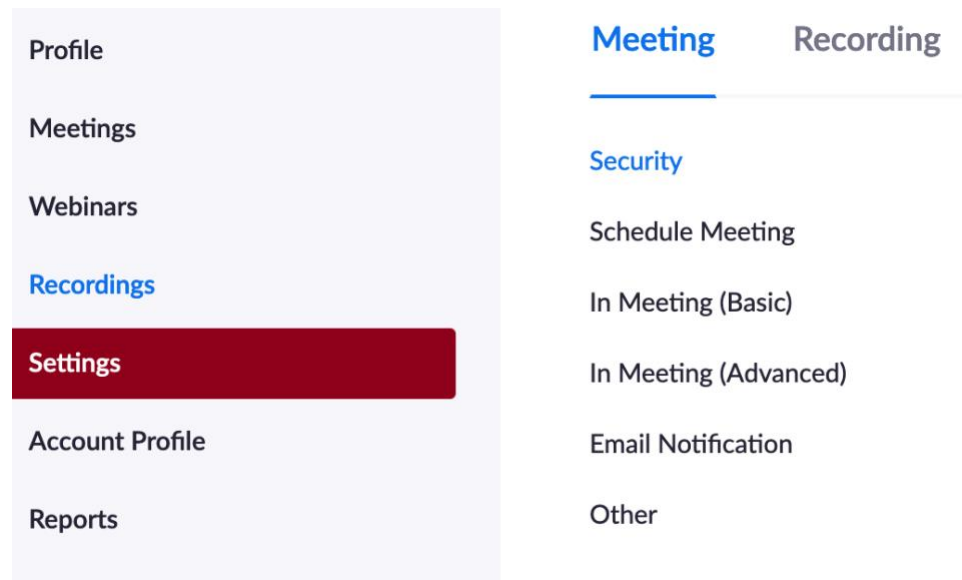 Profile
Meetings
Webinars
Recordings
Settings
Account Profile
Reports
Meeting Recording
Security
Schedule Meeting
In Meeting (Basic)
In Meeting (Advanced)
Email Notification
Other